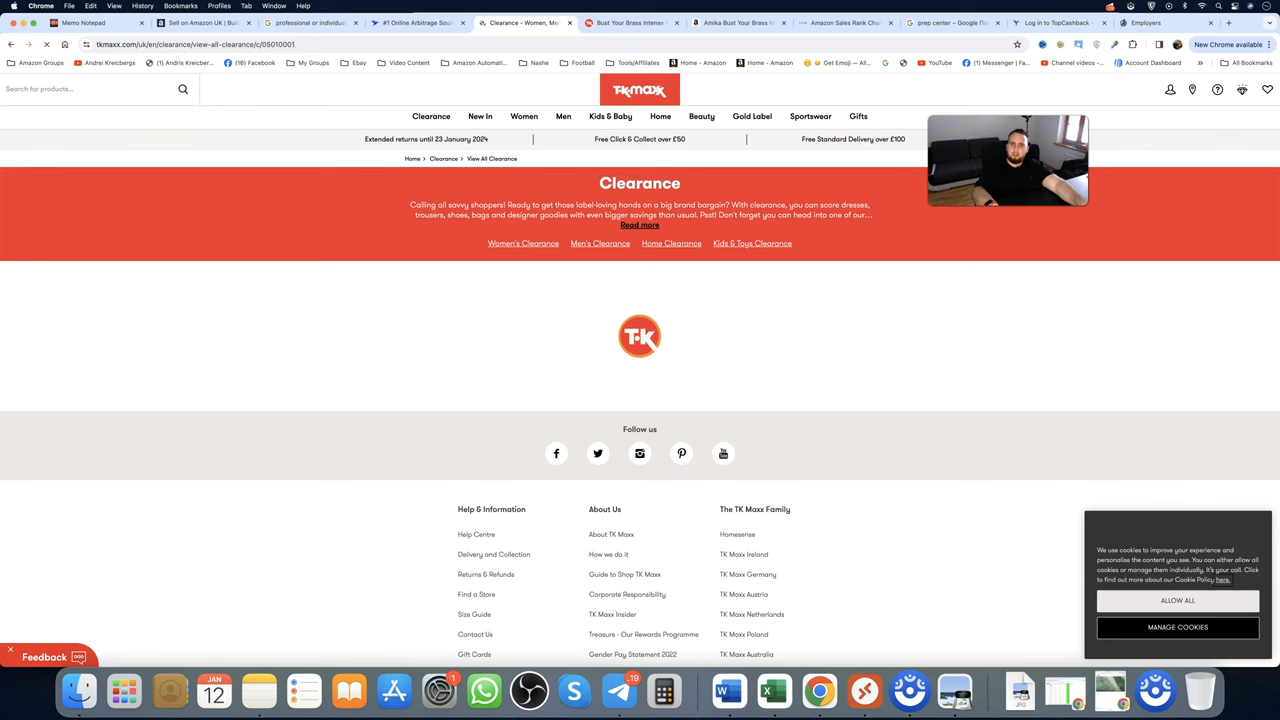 Chrome File Edit View History Bookmarks Profiles Tab Window Help
Memo Notepad
Sell on Amazon UK | Buil
professional or individual
#1 Online Arbitrage Sour
Clearance - Women, Me
Bust Your Brass Intense
Amika Bust Your Brass In
Amazon Sales Rank Char
prep center – Google По
Log in to TopCashback -
Employers
tkmaxx.com/uk/en/clearance/view-all-clearance/c/05010001
New Chrome available
Amazon Groups
Andrei Kreicbergs
(1) Andris Kreicber...
(16) Facebook
My Groups
Ebay
Video Content
Amazon Automati...
Nashe
Football
Tools/Affiliates
Home - Amazon
Home - Amazon
Get Emoji — All...
YouTube
(1) Messenger | Fa...
Channel videos -...
Account Dashboard
All Bookmarks
Search for products...
TK maxx
Clearance New In Women Men Kids & Baby Home Beauty Gold Label Sportswear Gifts
Extended returns until 23 January 2024
Free Click & Collect over £50
Free Standard Delivery over £100
Home > Clearance > View All Clearance
Clearance
Calling all savvy shoppers! Ready to get those label-loving hands on a big brand bargain? With clearance, you can score dresses,
trousers, shoes, bags and designer goodies with even bigger savings than usual. Psst! Don't forget you can head into one of our...
Read more
Women's Clearance Men's Clearance Home Clearance Kids & Toys Clearance
T·K
Follow us
Help & Information
Help Centre
Delivery and Collection
Returns & Refunds
Find a Store
Size Guide
Contact Us
Gift Cards
About Us
About TK Maxx
How we do it
Guide to Shop TK Maxx
Corporate Responsibility
TK Maxx Insider
Treasure - Our Rewards Programme
Gender Pay Statement 2022
The TK Maxx Family
Homesense
TK Maxx Ireland
TK Maxx Germany
TK Maxx Austria
TK Maxx Netherlands
TK Maxx Poland
TK Maxx Australia
We use cookies to improve your experience and
personalise the content you see. You can either allow all
cookies or manage them individually. It's your call. Click
to find out more about our Cookie Policy here.
ALLOW ALL
MANAGE COOKIES
Feedback
JAN
12
1
19
JPG